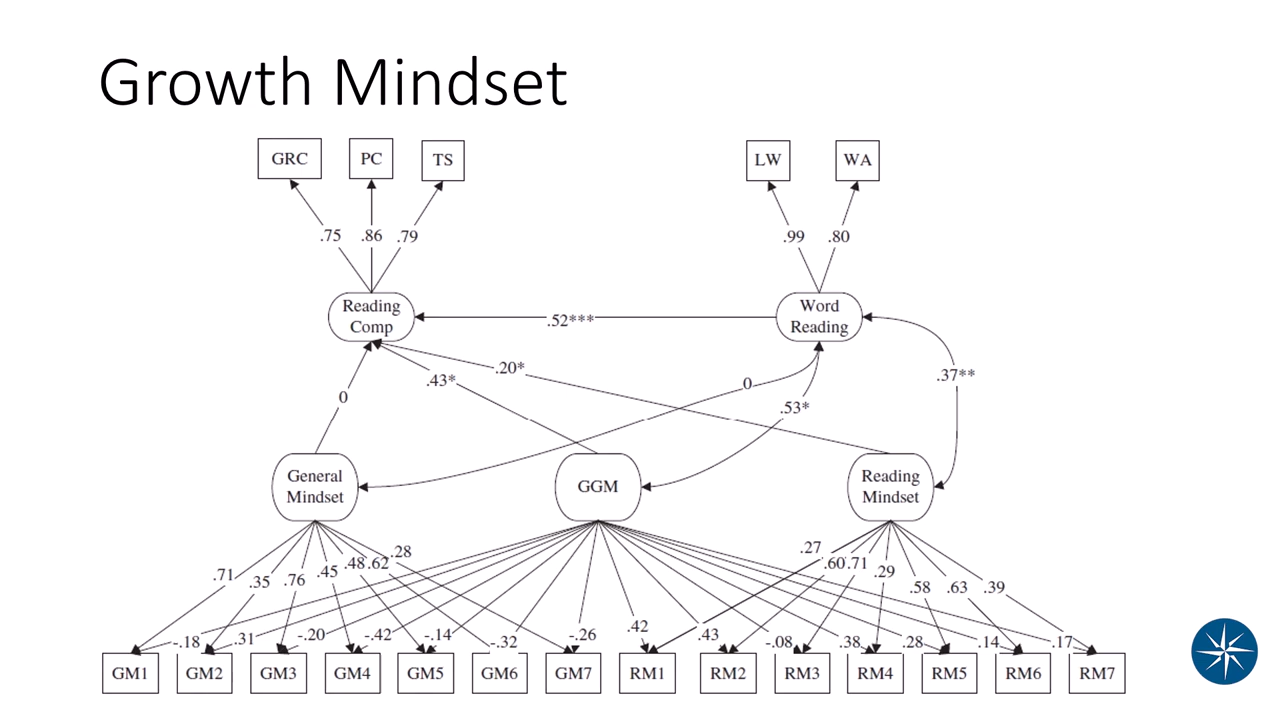 Growth Mindset
GRC PC TS LW WA
.75 .86 .79 .99 .80
Reading
Comp
Word
Reading
.52***
.20*
.43*
0
.37**
0
.53*
General
Mindset
GGM
Reading
Mindset
.71 .35 .76 .45 .48 .62 .28
.27 .60 .71 .29 .58 .63 .39
-.18 .31 -.20 -.42 -.14 -.32 -.26 .42 .43 -.08 .38 .28 .14 .17
GM1 GM2 GM3 GM4 GM5 GM6 GM7 RM1 RM2 RM3 RM4 RM5 RM6 RM7